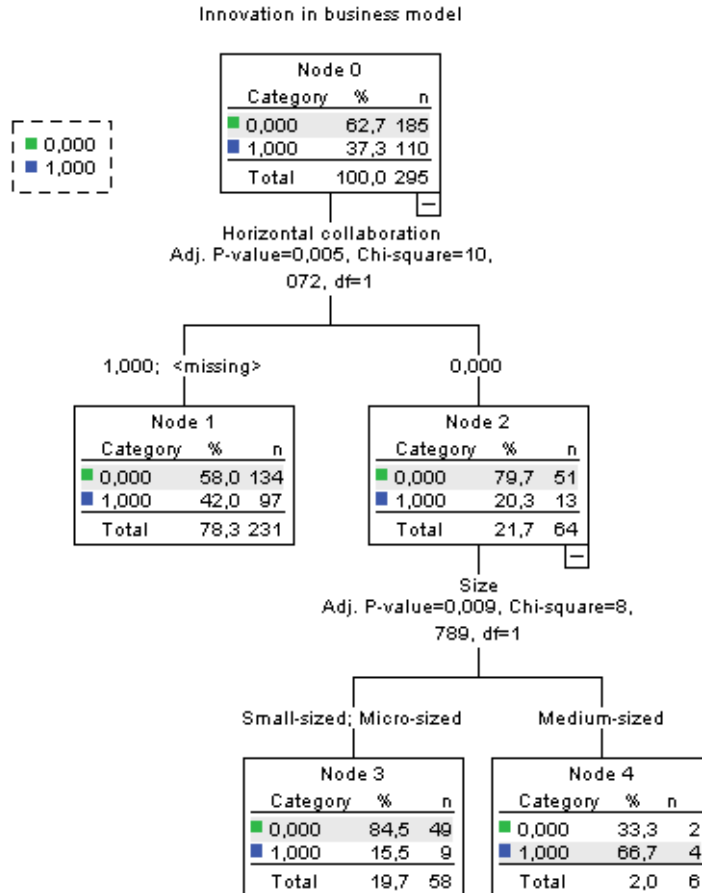 Innovation in business model
0,000
1,000
Node 0
Category % n
0,000 62,7 185
1,000 37,3 110
Total 100,0 295
Horizontal collaboration
Adj. P-value=0,005, Chi-square=10,
072, df=1
1,000; <missing>
0,000
Node 1
Category % n
0,000 58,0 134
1,000 42,0 97
Total 78,3 231
Node 2
Category % n
0,000 79,7 51
1,000 20,3 13
Total 21,7 64
Size
Adj. P-value=0,009, Chi-square=8,
789, df=1
Small-sized; Micro-sized
Medium-sized
Node 3
Category % n
0,000 84,5 49
1,000 15,5 9
Total 19,7 58
Node 4
Category % n
0,000 33,3 2
1,000 66,7 4
Total 2,0 6